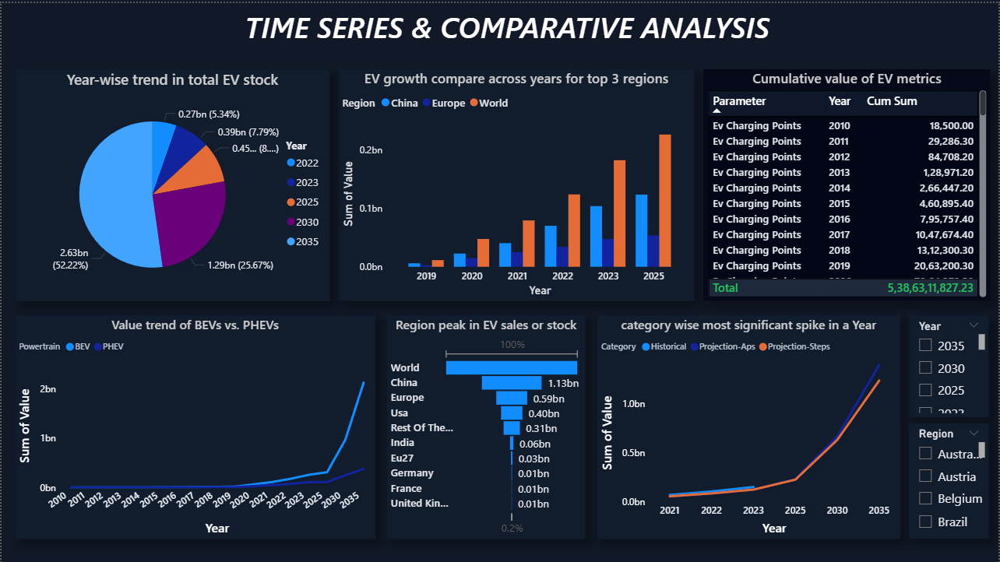 TIME SERIES & COMPARATIVE ANALYSIS
Year-wise trend in total EV stock
0.27bn (5.34%)
0.39bn (7.79%)
0.45... (8....)
1.29bn (25.67%)
2.63bn
(52.22%)
Year
2022
2023
2025
2030
2035
EV growth compare across years for top 3 regions
Region China Europe World
Sum of Value
0.2bn
0.1bn
0.0bn
2019 2020 2021 2022 2023 2025
Year
Cumulative value of EV metrics
Parameter Year Cum Sum
Ev Charging Points 2010 18,500.00
Ev Charging Points 2011 29,286.30
Ev Charging Points 2012 84,708.20
Ev Charging Points 2013 1,28,971.20
Ev Charging Points 2014 2,66,447.20
Ev Charging Points 2015 4,60,895.40
Ev Charging Points 2016 7,95,757.40
Ev Charging Points 2017 10,47,674.40
Ev Charging Points 2018 13,12,300.30
Ev Charging Points 2019 20,63,200.30
Total 5,38,63,11,827.23
Value trend of BEVs vs. PHEVs
Powertrain BEV PHEV
Sum of Value
2bn
1bn
0bn
2010 2011 2012 2013 2014 2015 2016 2017 2018 2019 2020 2021 2022 2023 2025 2030 2035
Year
Region peak in EV sales or stock
100%
World
China 1.13bn
Europe 0.59bn
Usa 0.40bn
Rest Of The... 0.31bn
India 0.06bn
Eu27 0.03bn
Germany 0.01bn
France 0.01bn
United Kin... 0.01bn
0.2%
category wise most significant spike in a Year
Category Historical Projection-Aps Projection-Steps
Sum of Value
1.0bn
0.5bn
0.0bn
2021 2022 2023 2025 2030 2035
Year
Year
2035
2030
2025
Region
Austra...
Austria
Belgium
Brazil